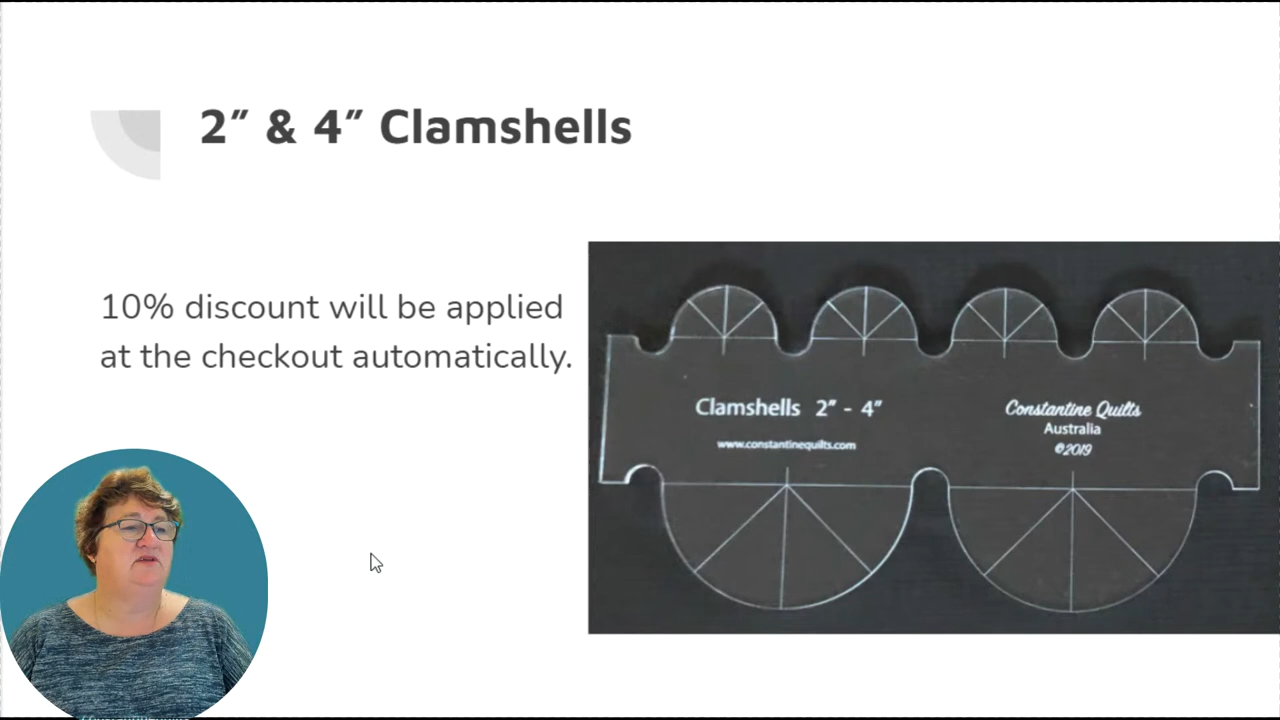 2” & 4” Clamshells
10% discount will be applied
at the checkout automatically.
Clamshells 2” - 4”
www.constantinequilts.com
Constantine Quilts
Australia
©2019